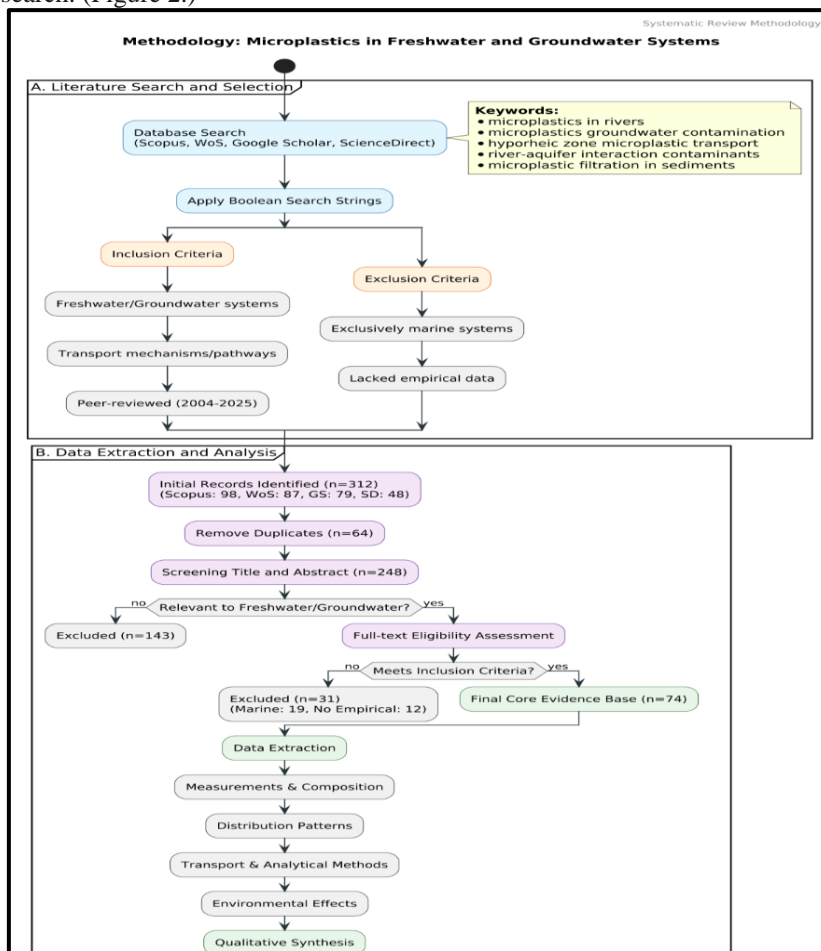 search. (Figure 2.)
Systematic Review Methodology
Methodology: Microplastics in Freshwater and Groundwater Systems
A. Literature Search and Selection
Database Search
(Scopus, WoS, Google Scholar, ScienceDirect)
Keywords:
• microplastics in rivers
• microplastics groundwater contamination
• hyporheic zone microplastic transport
• river-aquifer interaction contaminants
• microplastic filtration in sediments
Apply Boolean Search Strings
Inclusion Criteria
Exclusion Criteria
Freshwater/Groundwater systems
Exclusively marine systems
Transport mechanisms/pathways
Lacked empirical data
Peer-reviewed (2004-2025)
B. Data Extraction and Analysis
Initial Records Identified (n=312)
(Scopus: 98, WoS: 87, GS: 79, SD: 48)
Remove Duplicates (n=64)
Screening Title and Abstract (n=248)
no
Relevant to Freshwater/Groundwater?
yes
Excluded (n=143)
Full-text Eligibility Assessment
no
Meets Inclusion Criteria?
yes
Excluded (n=31)
(Marine: 19, No Empirical: 12)
Final Core Evidence Base (n=74)
Data Extraction
Measurements & Composition
Distribution Patterns
Transport & Analytical Methods
Environmental Effects
Qualitative Synthesis